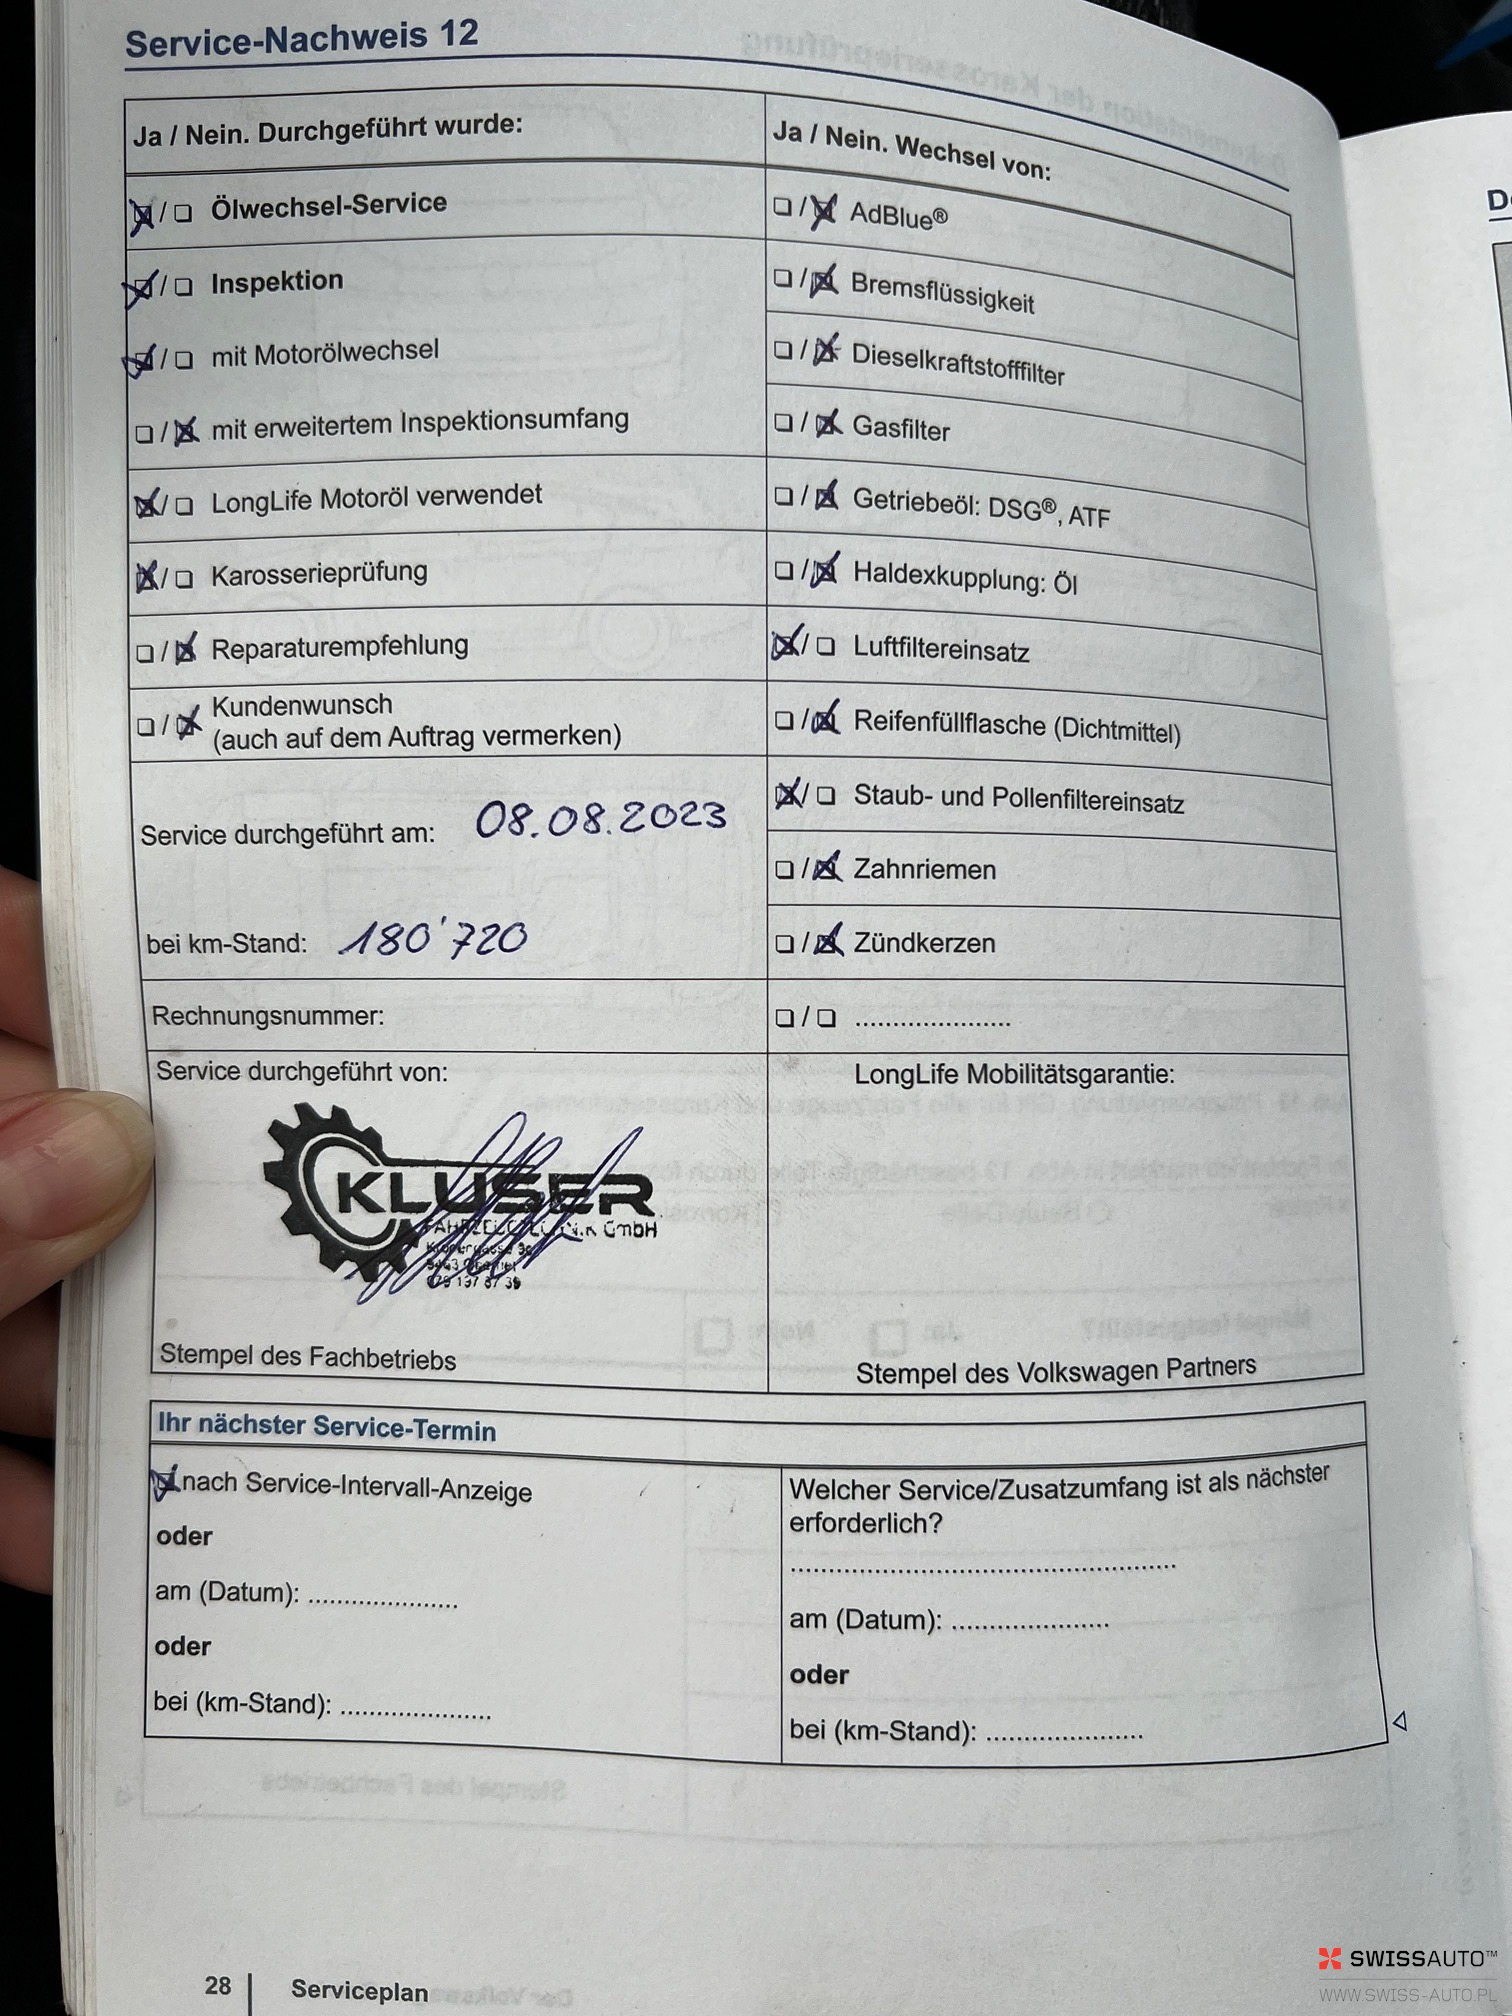 Service-Nachweis 12
Ja / Nein. Durchgeführt wurde:
Ölwechsel-Service
Inspektion
mit Motorölwechsel
mit erweitertem Inspektionsumfang
LongLife Motoröl verwendet
Karosserieprüfung
Reparaturempfehlung
Kundenwunsch
(auch auf dem Auftrag vermerken)
Service durchgeführt am: 08.08.2023
bei km-Stand: 180'720
Rechnungsnummer:
Service durchgeführt von:
KLUSER
GmbH
Stempel des Fachbetriebs
Ja / Nein. Wechsel von:
AdBlue®
Bremsflüssigkeit
Dieselkraftstofffilter
Gasfilter
Getriebeöl: DSG®, ATF
Haldexkupplung: Öl
Luftfiltereinsatz
Reifenfüllflasche (Dichtmittel)
Staub- und Pollenfiltereinsatz
Zahnriemen
Zündkerzen
/ .....................
LongLife Mobilitätsgarantie:
Stempel des Volkswagen Partners
Ihr nächster Service-Termin
nach Service-Intervall-Anzeige
oder
am (Datum): ....................
oder
bei (km-Stand): ....................
Welcher Service/Zusatzumfang ist als nächster
erforderlich?
..................................................
am (Datum): .....................
oder
bei (km-Stand): .....................
28 Serviceplan
SWISSAUTO™
WWW.SWISS-AUTO.PL